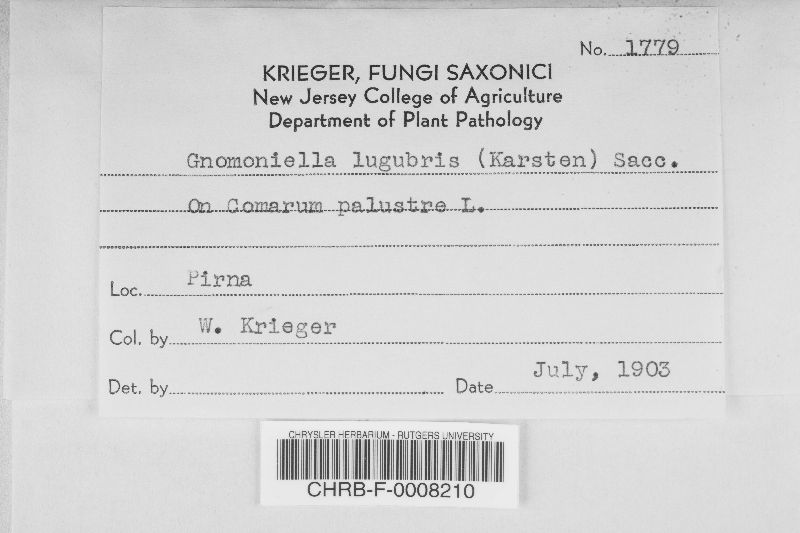 No. 1779
KRIEGER, FUNGI SAXONICI
New Jersey College of Agriculture
Department of Plant Pathology
Gnomoniella lugubris (Karsten) Sacc.
On Comarum palustre L.
Loc. Pirna
Col. by W. Krieger
Det. by Date July, 1903
CHRYSLER HERBARIUM - RUTGERS UNIVERSITY
CHRB-F-0008210